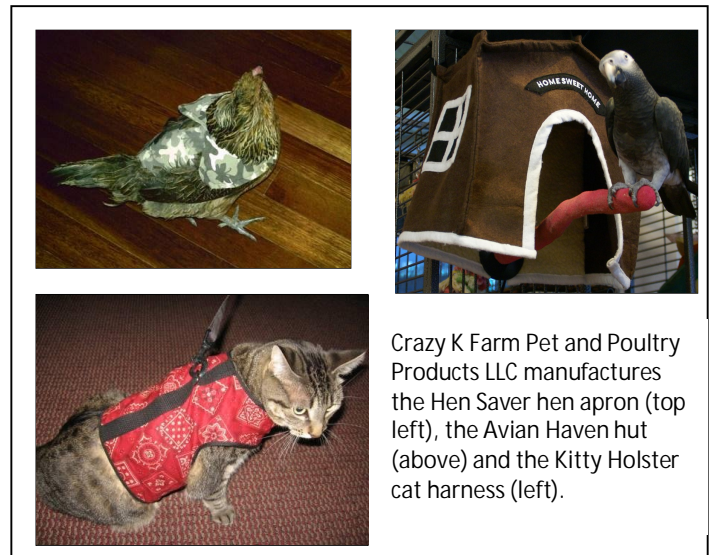 HOME SWEET HOME
Crazy K Farm Pet and Poultry
Products LLC manufactures
the Hen Saver hen apron (top
left), the Avian Haven hut
(above) and the Kitty Holster
cat harness (left).